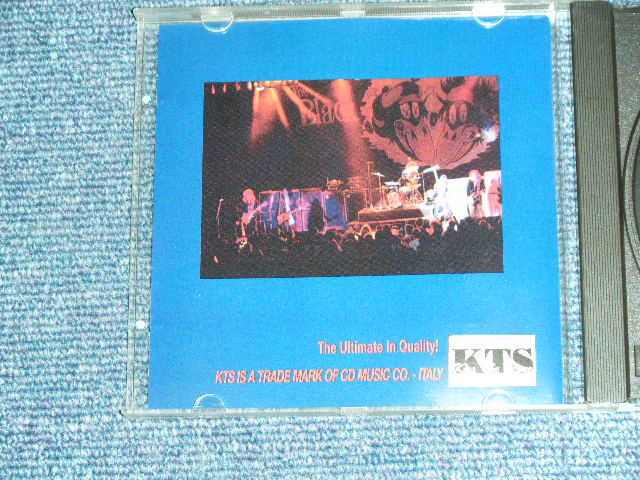 The Ultimate In Quality!
KTS IS A TRADE MARK OF CD MUSIC CO. - ITALY
KTS